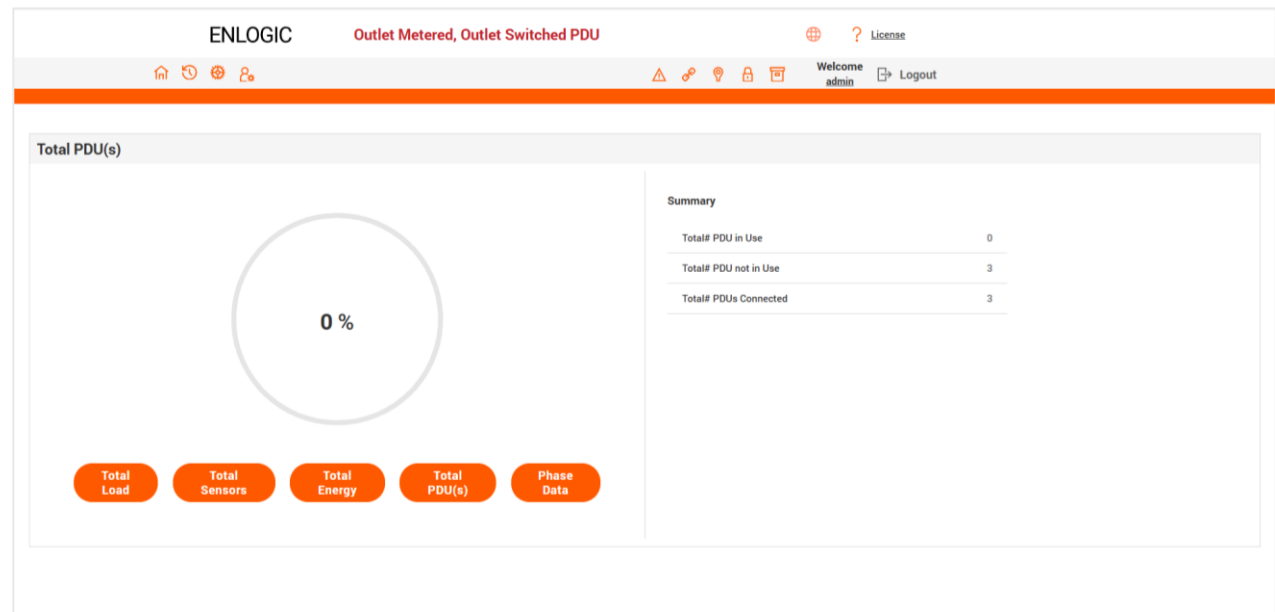 ENLOGIC Outlet Metered, Outlet Switched PDU ? License
Welcome
admin
Logout
Total PDU(s)
Summary
Total# PDU in Use 0
Total# PDU not in Use 3
Total# PDUs Connected 3
0 %
Total
Load
Total
Sensors
Total
Energy
Total
PDU(s)
Phase
Data